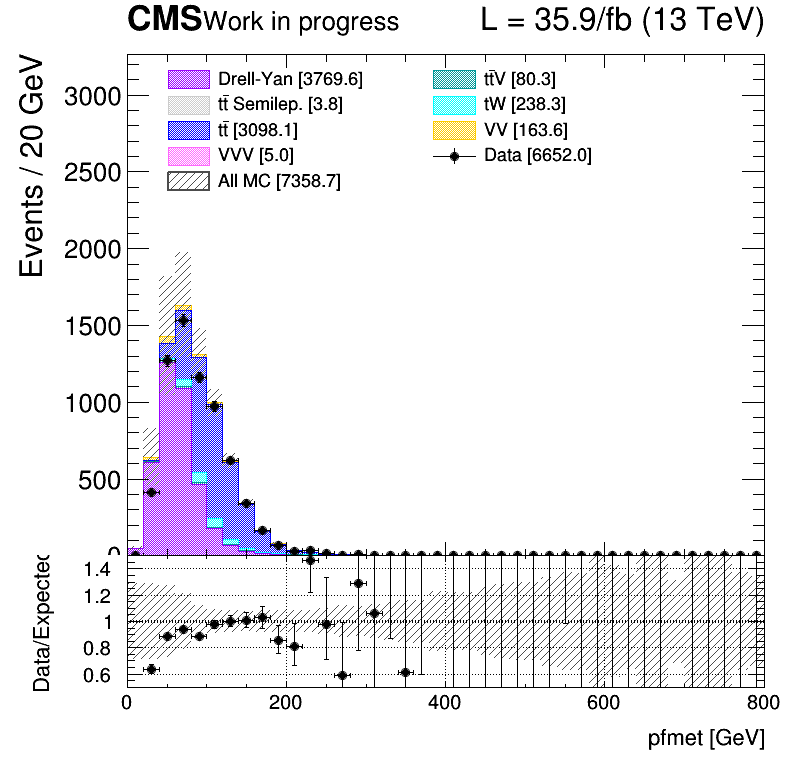 CMS Work in progress L = 35.9/fb (13 TeV)
Events / 20 GeV
3000
2500
2000
1500
1000
500
0
Drell-Yan [3769.6]
tt̄ Semilep. [3.8]
tt̄ [3098.1]
VVV [5.0]
All MC [7358.7]
tt̄V [80.3]
tW [238.3]
VV [163.6]
Data [6652.0]
Data/Expected
1.4
1.2
1
0.8
0.6
0 200 400 600 800
pfmet [GeV]